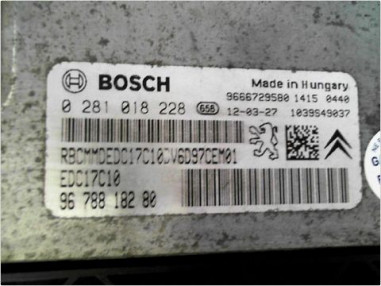 BOSCH
Made in Hungary
9666729580 1415 0440
0 281 018 228 656 12-03-27 1039S49037
EDC17C10
96 788 182 80